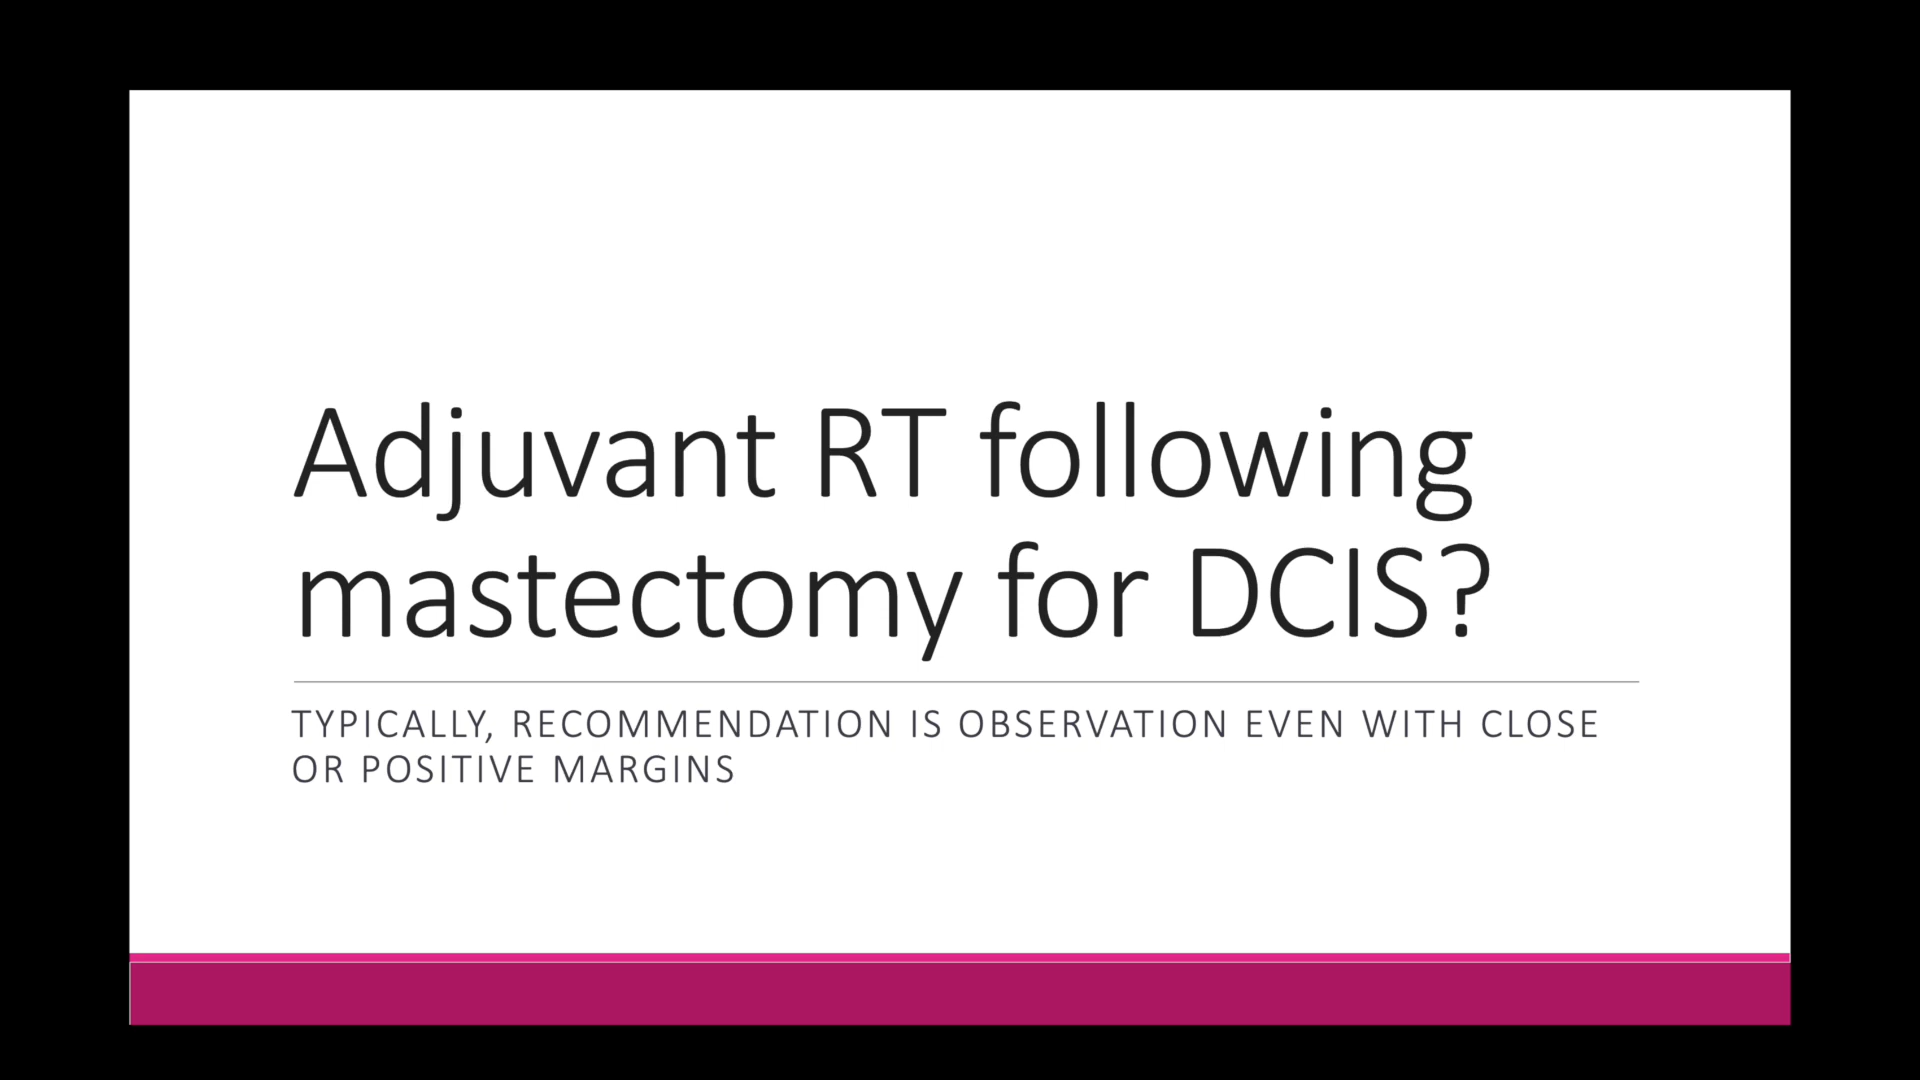 Adjuvant RT following
mastectomy for DCIS?
TYPICALLY, RECOMMENDATION IS OBSERVATION EVEN WITH CLOSE
OR POSITIVE MARGINS